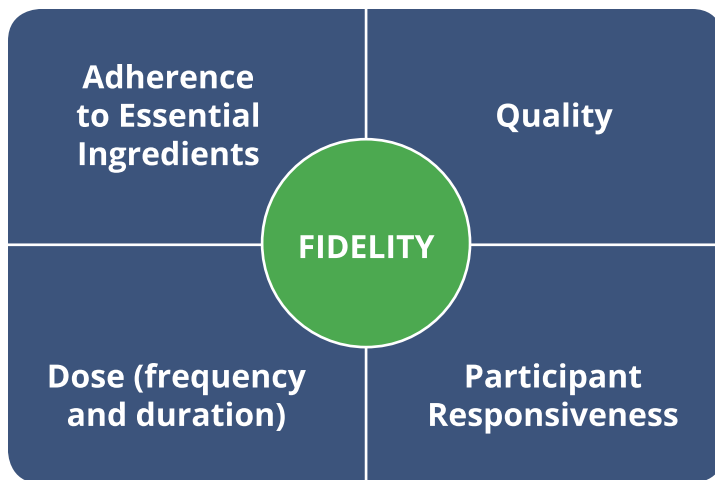 Adherence
to Essential
Ingredients
Quality
FIDELITY
Dose (frequency
and duration)
Participant
Responsiveness